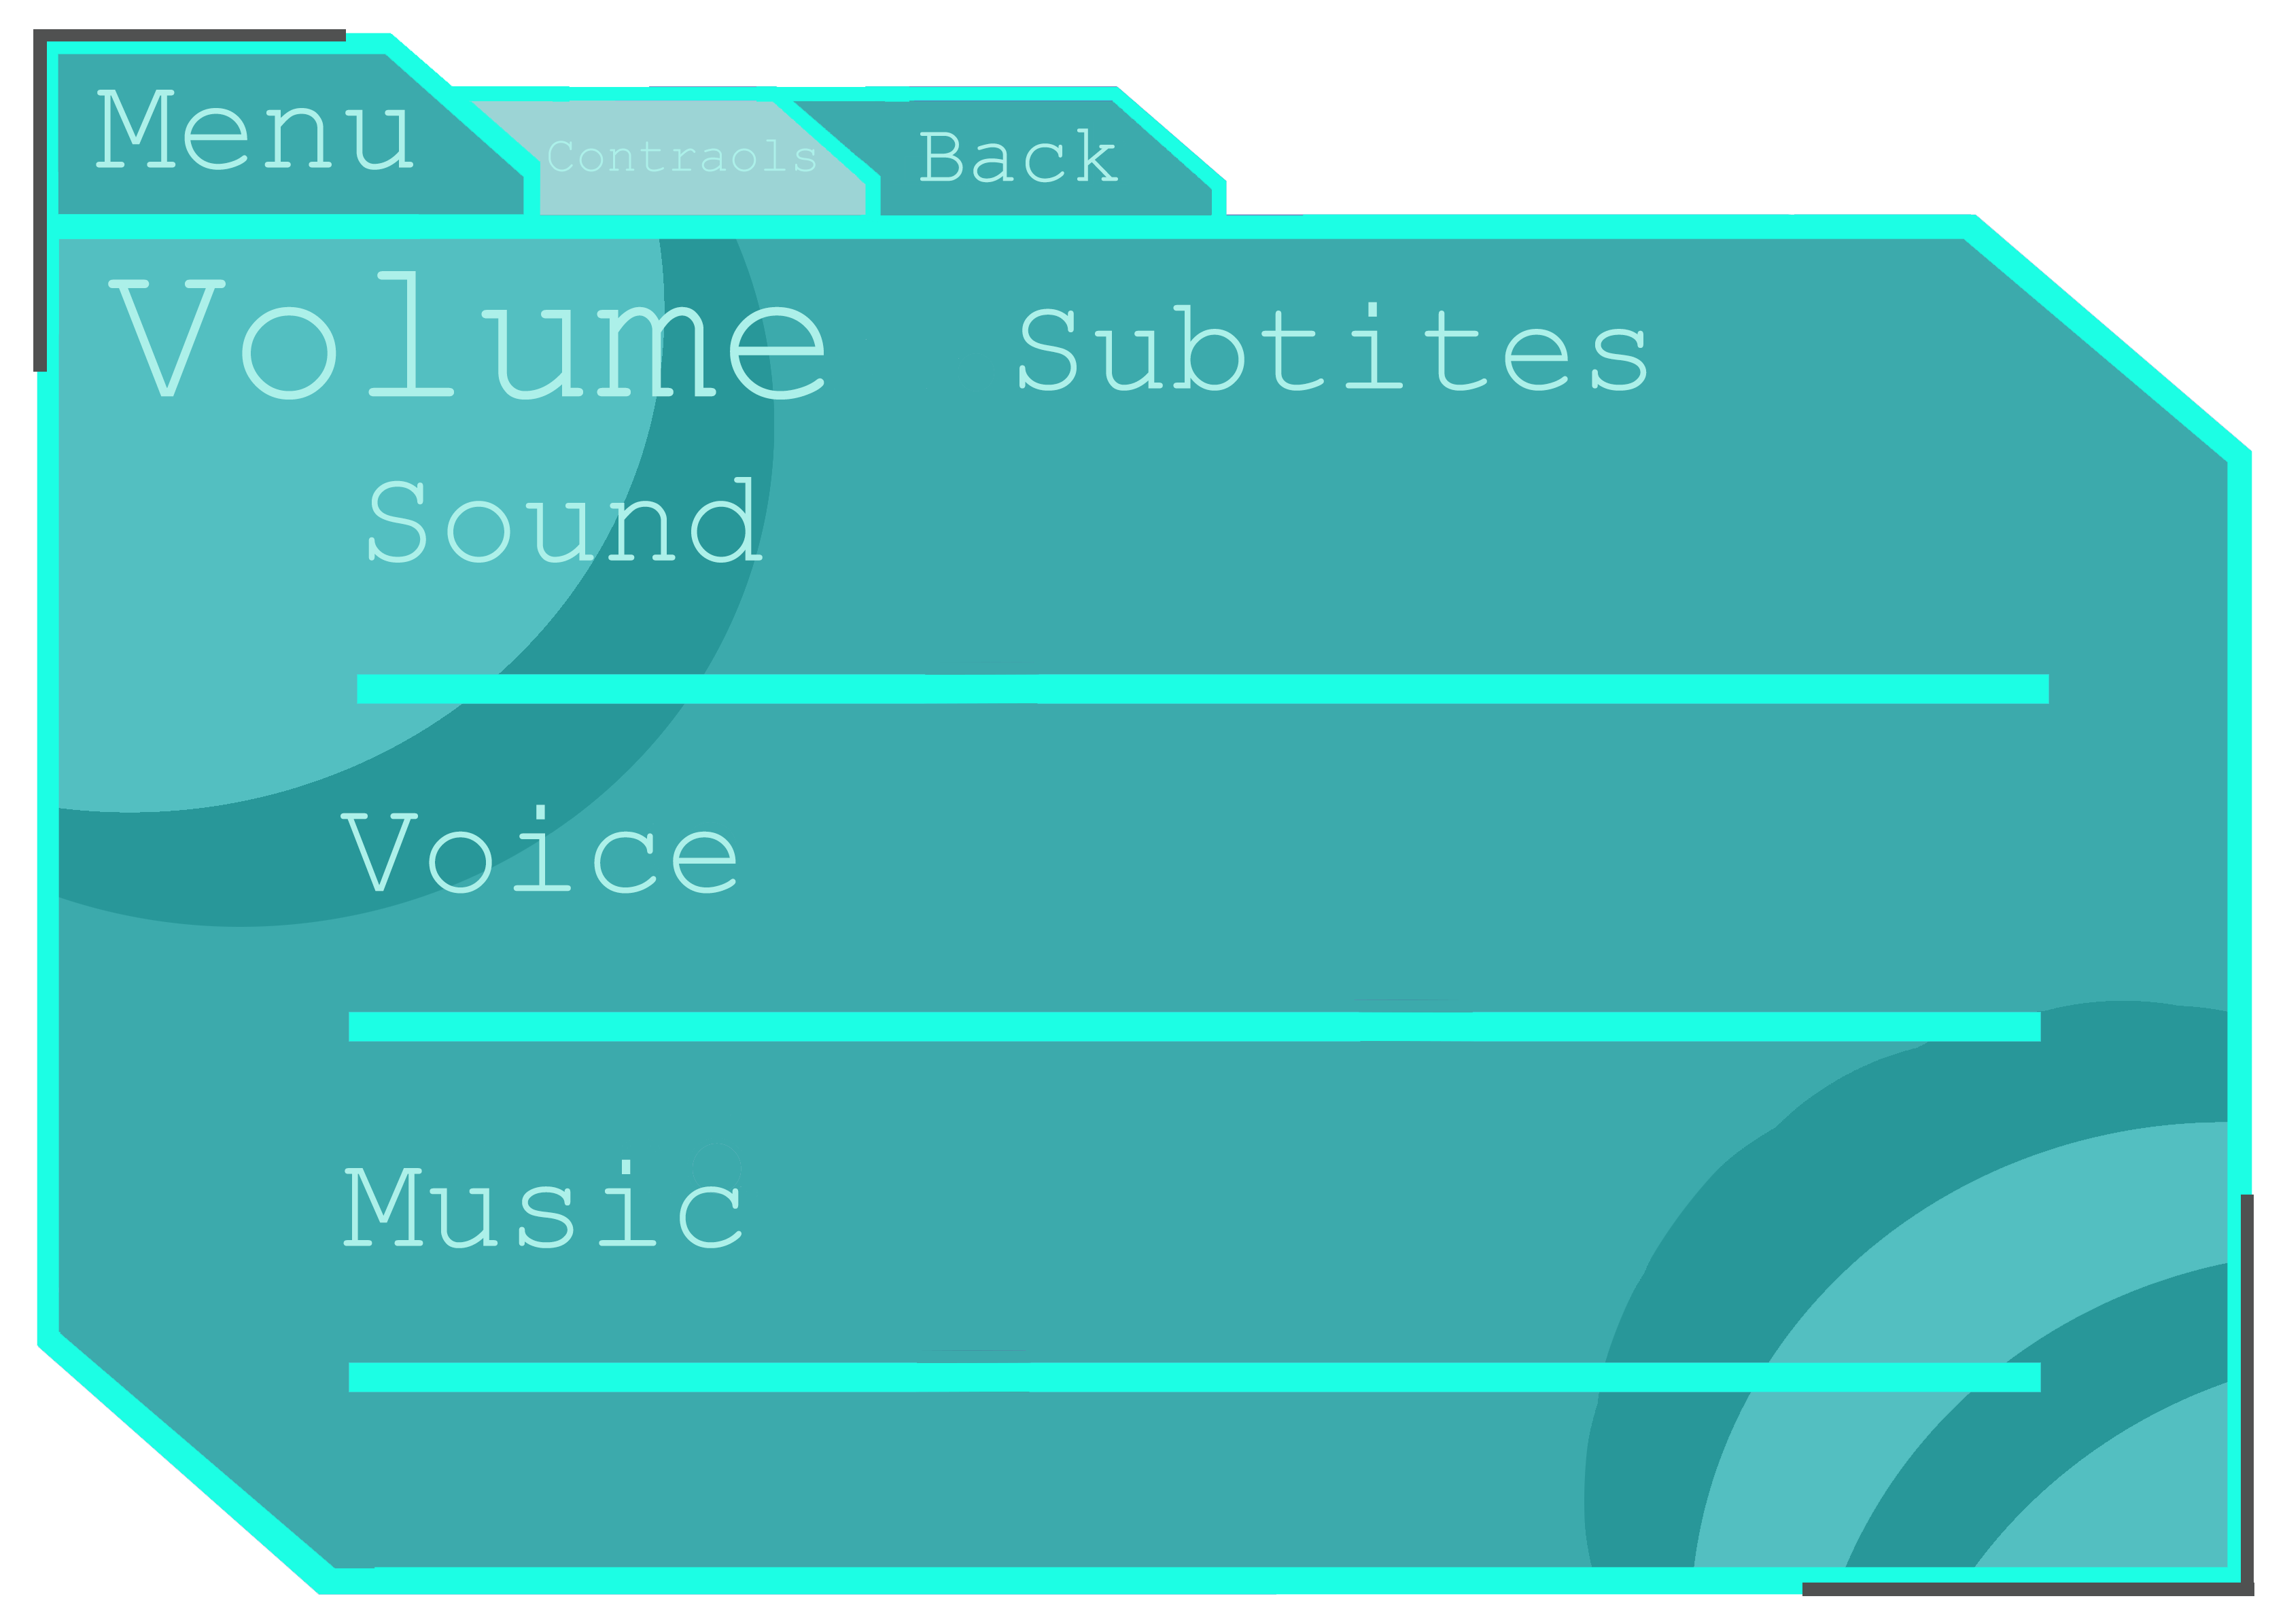 Menu Contraols Back
Volume Subtites
Sound
Voice
Music